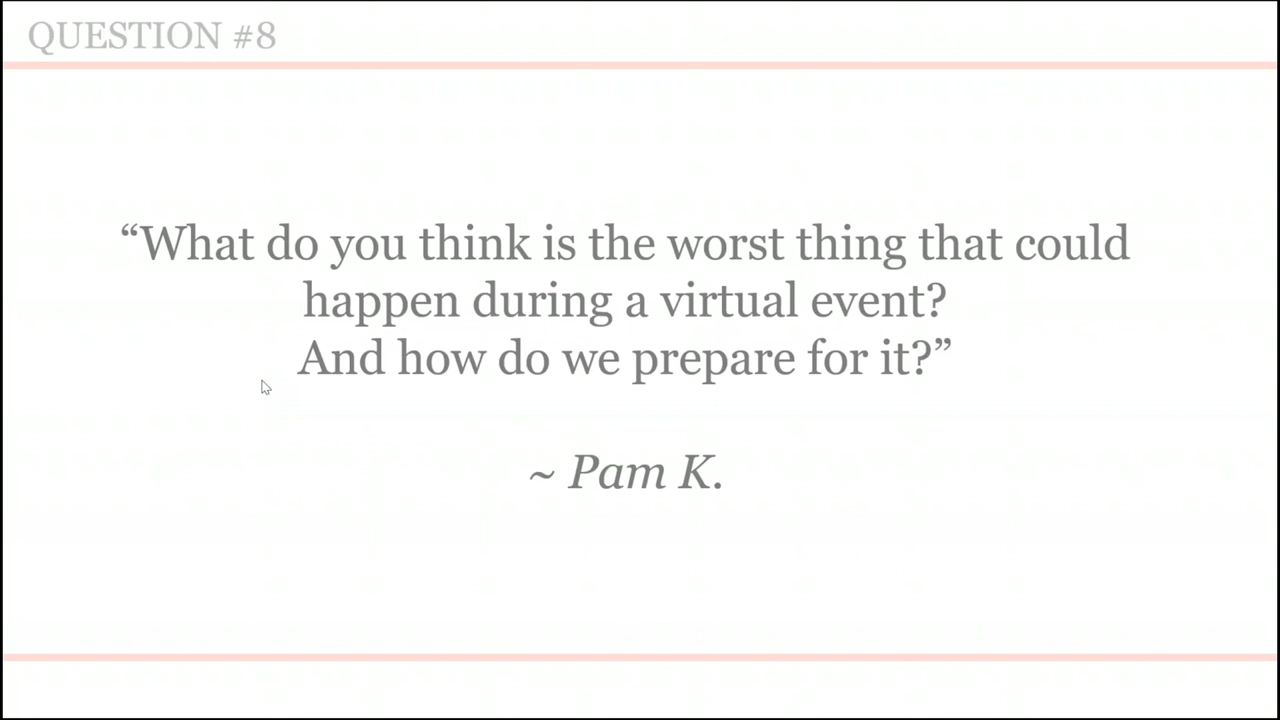 QUESTION #8
“What do you think is the worst thing that could
happen during a virtual event?
And how do we prepare for it?”
~ Pam K.